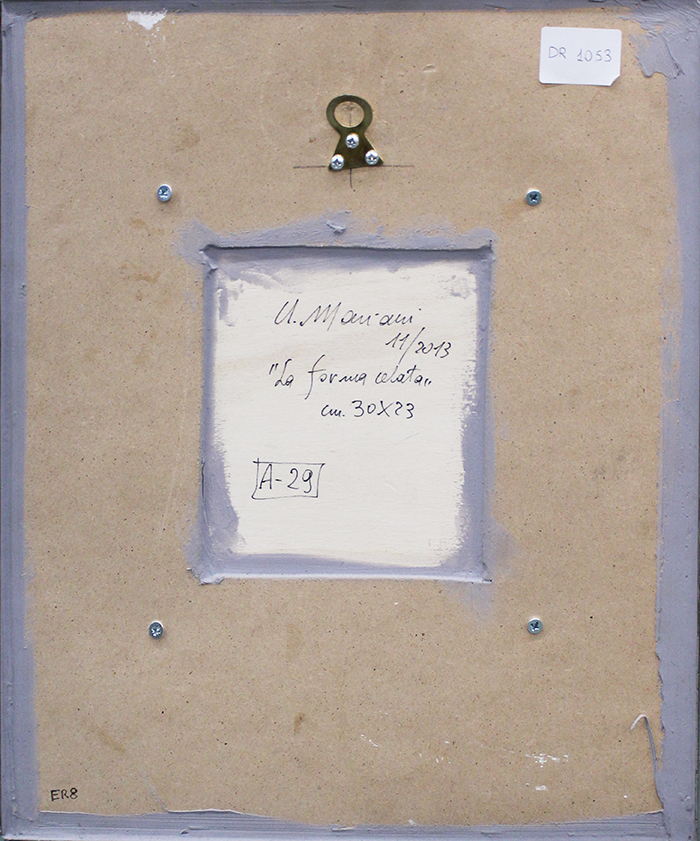 DR 1053
U. Mariani
11/2013
"La forma celata"
cm. 30X23
A-29
ER8